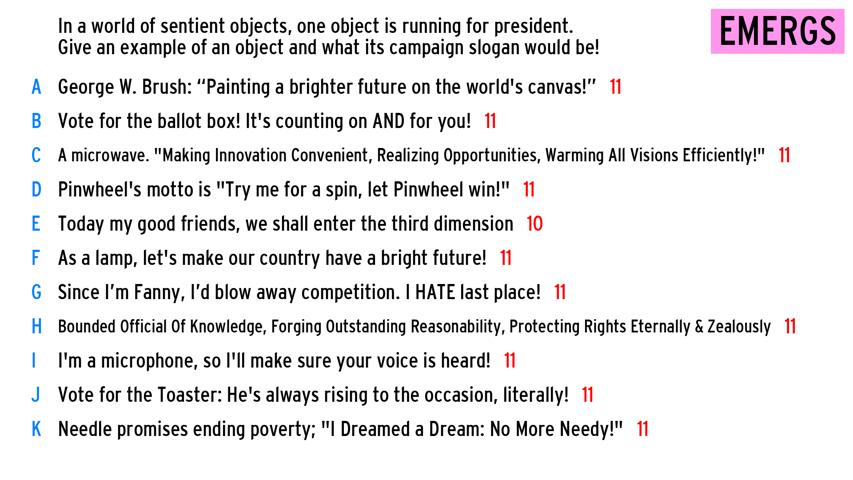 In a world of sentient objects, one object is running for president.
Give an example of an object and what its campaign slogan would be!
EMERGS
A George W. Brush: “Painting a brighter future on the world's canvas!” 11
B Vote for the ballot box! It's counting on AND for you! 11
C A microwave. "Making Innovation Convenient, Realizing Opportunities, Warming All Visions Efficiently!" 11
D Pinwheel's motto is "Try me for a spin, let Pinwheel win!" 11
E Today my good friends, we shall enter the third dimension 10
F As a lamp, let's make our country have a bright future! 11
G Since I’m Fanny, I’d blow away competition. I HATE last place! 11
H Bounded Official Of Knowledge, Forging Outstanding Reasonability, Protecting Rights Eternally & Zealously 11
I I'm a microphone, so I'll make sure your voice is heard! 11
J Vote for the Toaster: He's always rising to the occasion, literally! 11
K Needle promises ending poverty; "I Dreamed a Dream: No More Needy!" 11